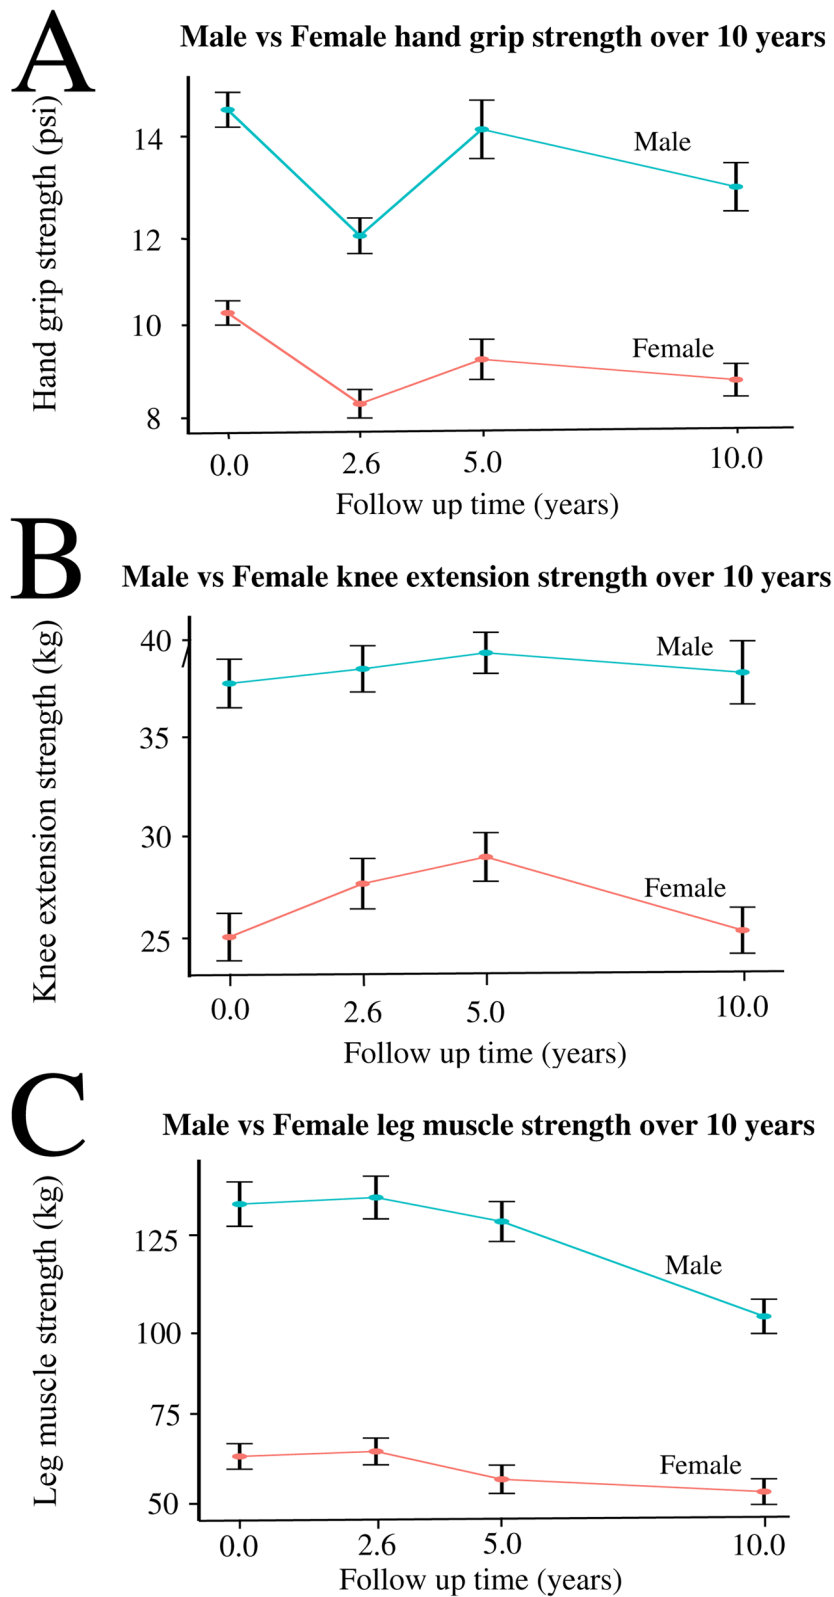 A
Male vs Female hand grip strength over 10 years
Hand grip strength (psi)
14
12
10
8
Male
Female
0.0 2.6 5.0 10.0
Follow up time (years)
B
Male vs Female knee extension strength over 10 years
Knee extension strength (kg)
40
35
30
25
Male
Female
0.0 2.6 5.0 10.0
Follow up time (years)
C
Male vs Female leg muscle strength over 10 years
Leg muscle strength (kg)
125
100
75
50
Male
Female
0.0 2.6 5.0 10.0
Follow up time (years)